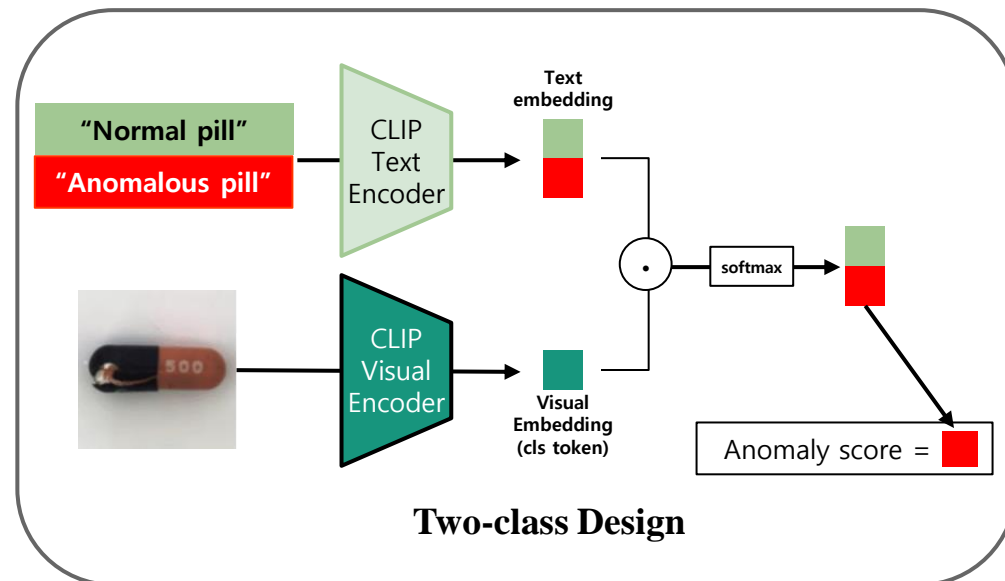 "Normal pill"
"Anomalous pill"
CLIP
Text
Encoder
Text
embedding
softmax
500
CLIP
Visual
Encoder
Visual
Embedding
(cls token)
Anomaly score =
Two-class Design